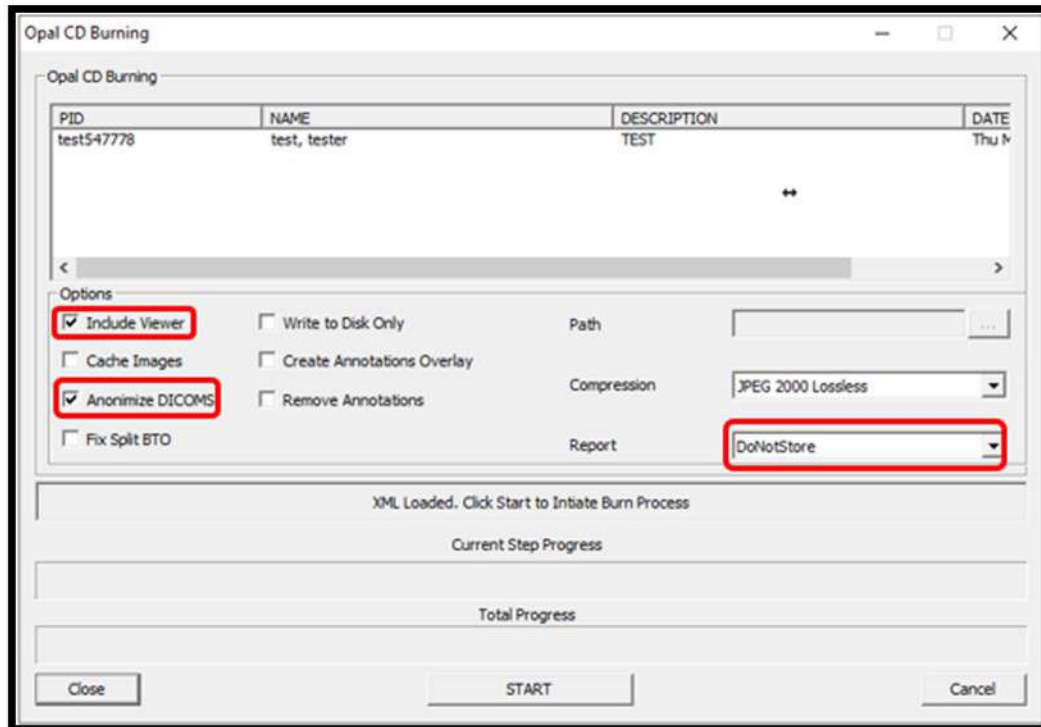 Opal CD Burning
Opal CD Burning
PID NAME DESCRIPTION DATE
test547778 test, tester TEST Thu M
Options
Include Viewer Write to Disk Only Path ...
Cache Images Create Annotations Overlay
Compression JPEG 2000 Lossless
Anonimize DICOMS Remove Annotations
Fix Split BTO
Report DoNotStore
XML Loaded. Click Start to Intiate Burn Process
Current Step Progress
Total Progress
Close START Cancel